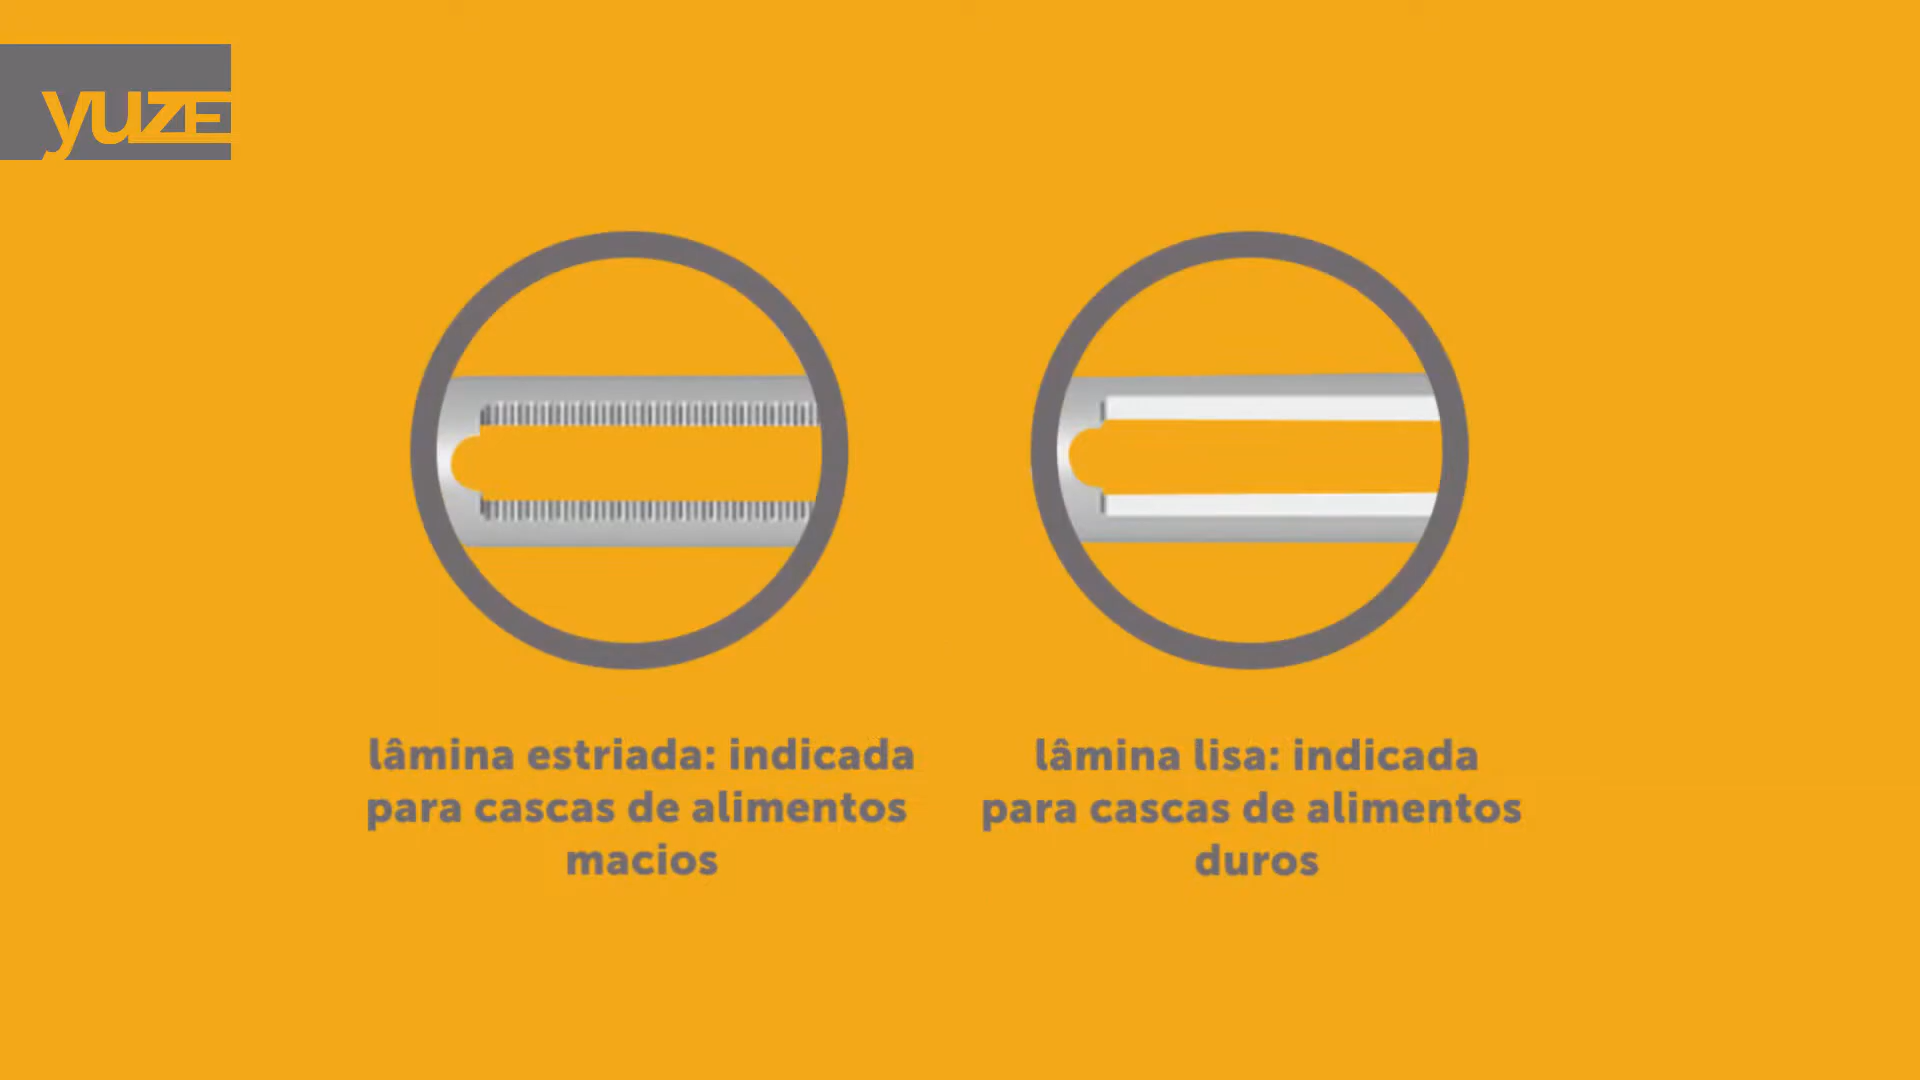 yuze
lâmina estriada: indicada
para cascas de alimentos
macios
lâmina lisa: indicada
para cascas de alimentos
duros